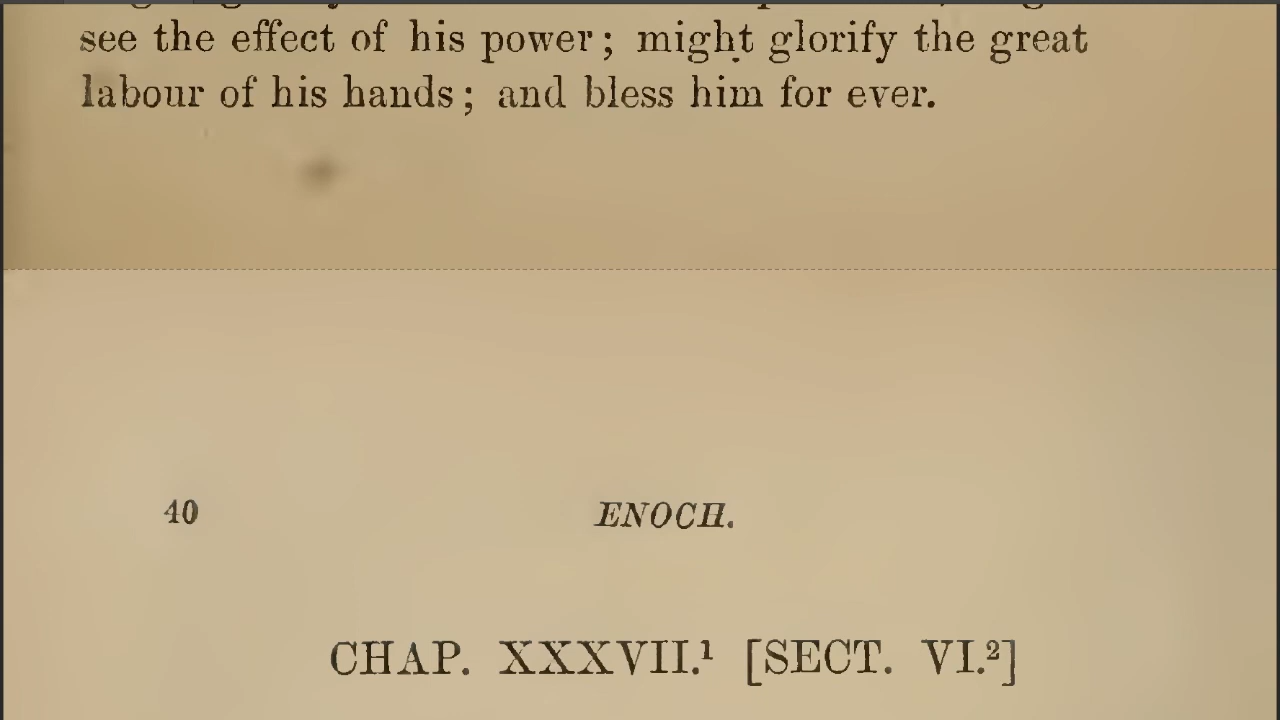 see the effect of his power; might glorify the great
labour of his hands; and bless him for ever.
40
ENOCH.
CHAP. XXXVII.¹ [SECT. VI.²]